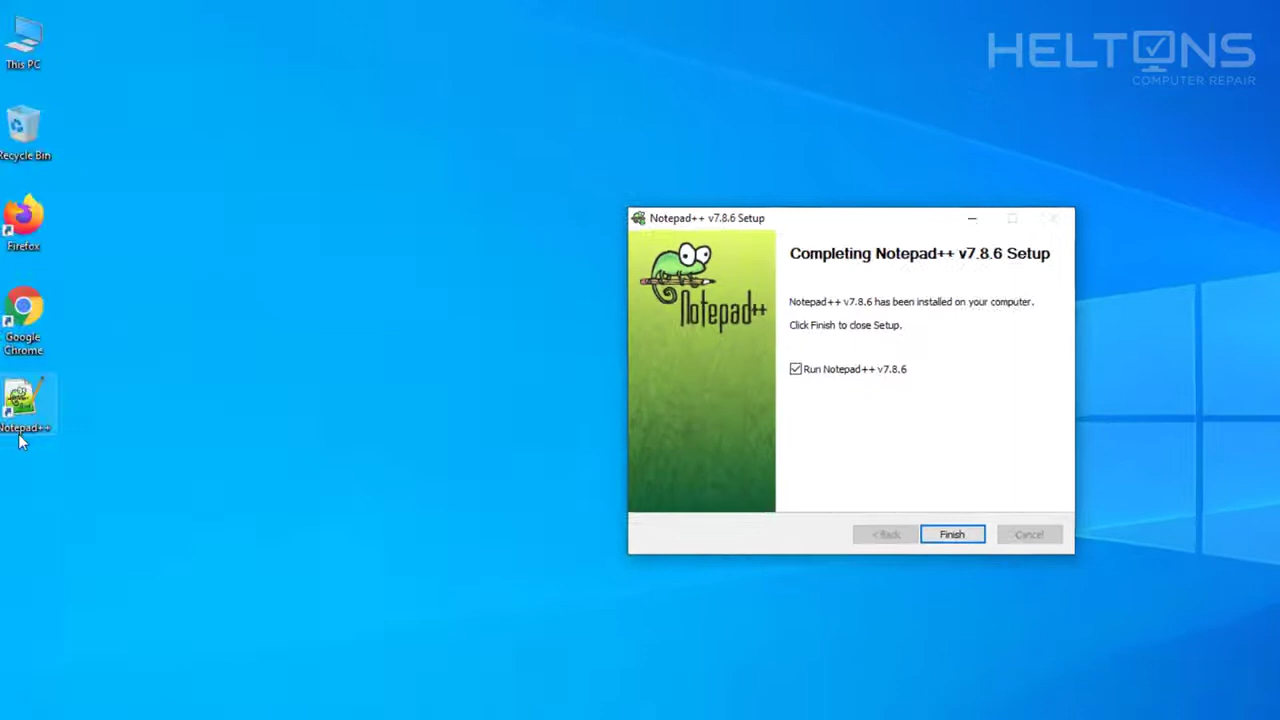 This PC
Recycle Bin
Firefox
Google
Chrome
Notepad++
HELTONS
COMPUTER REPAIR
Notepad++ v7.8.6 Setup
Notepad++
Completing Notepad++ v7.8.6 Setup
Notepad++ v7.8.6 has been installed on your computer.
Click Finish to close Setup.
Run Notepad++ v7.8.6
< Back
Finish
Cancel